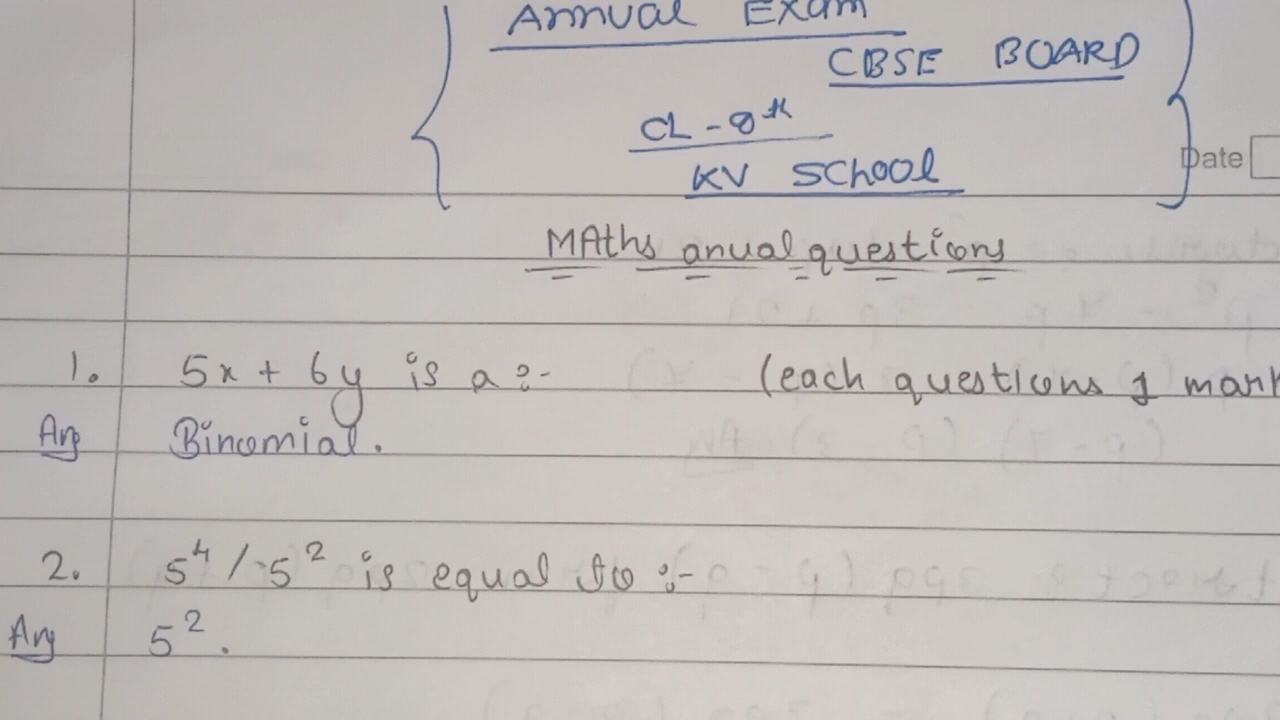 Annual Exam
CBSE BOARD
CL - 8th
KV SChool
Date
MAths anual questions
1. 5x + 6y is a :- (each questions 1 mark
Ans Binomial.
2. 5⁴ / 5² is equal to :-
Ans 5².